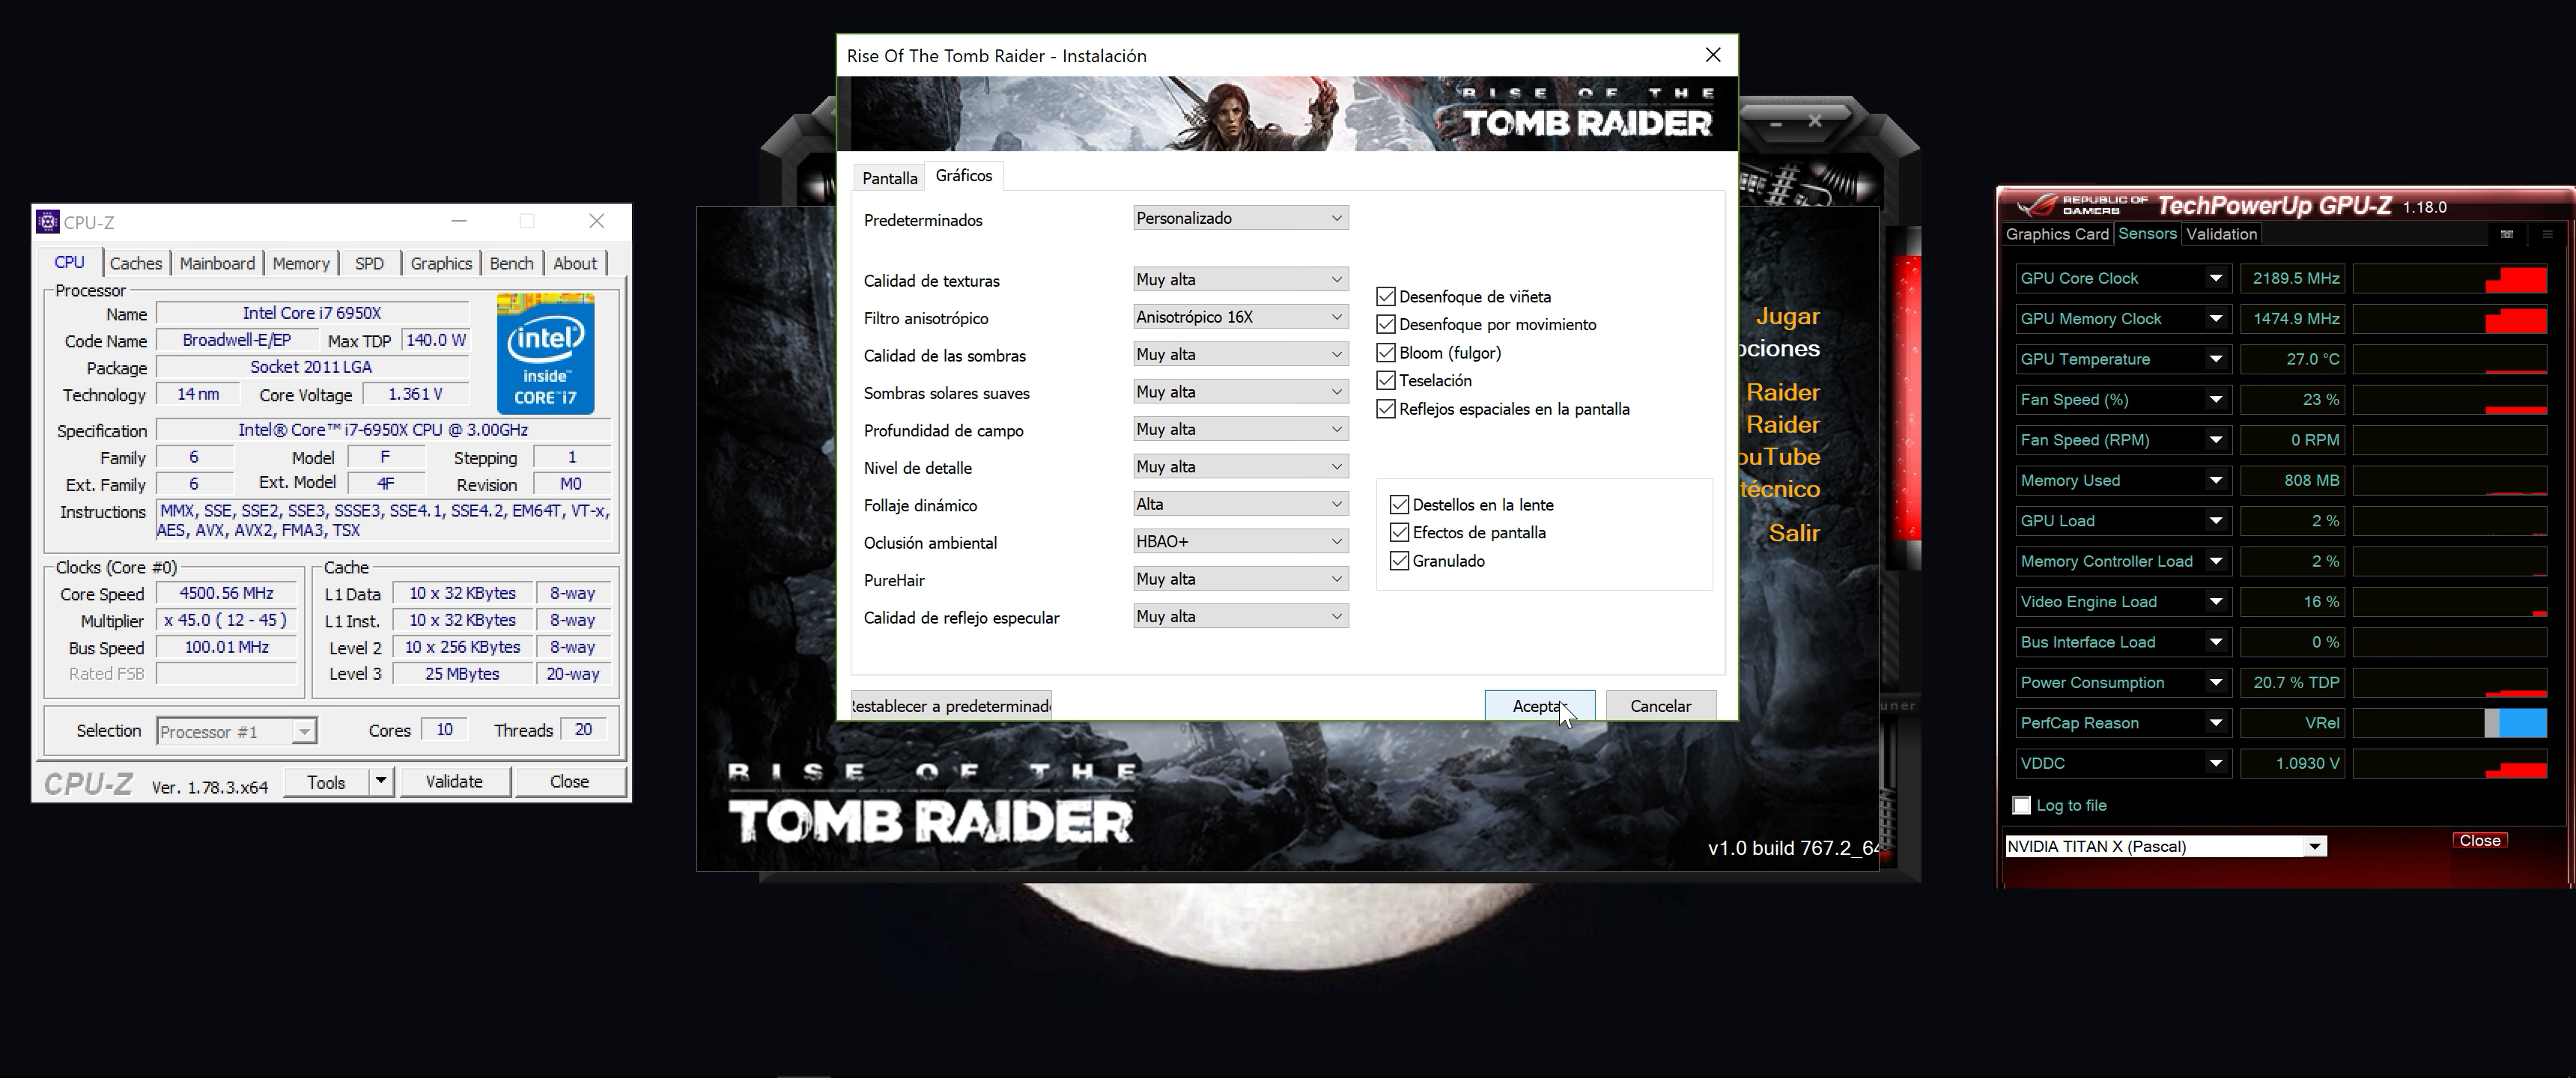 CPU-Z
CPU Caches Mainboard Memory SPD Graphics Bench About
Processor
Name Intel Core i7 6950X
Code Name Broadwell-E/EP Max TDP 140.0 W
Package Socket 2011 LGA
Technology 14 nm Core Voltage 1.361 V
intel inside™ CORE™ i7
Specification Intel® Core™ i7-6950X CPU @ 3.00GHz
Family 6 Model F Stepping 1
Ext. Family 6 Ext. Model 4F Revision M0
Instructions MMX, SSE, SSE2, SSE3, SSSE3, SSE4.1, SSE4.2, EM64T, VT-x,
AES, AVX, AVX2, FMA3, TSX
Clocks (Core #0)
Core Speed 4500.56 MHz
Multiplier x 45.0 ( 12 - 45 )
Bus Speed 100.01 MHz
Rated FSB
Cache
L1 Data 10 x 32 KBytes 8-way
L1 Inst. 10 x 32 KBytes 8-way
Level 2 10 x 256 KBytes 8-way
Level 3 25 MBytes 20-way
Selection Processor #1 Cores 10 Threads 20
CPU-Z Ver. 1.78.3.x64 Tools Validate Close
Rise Of The Tomb Raider - Instalación
RISE OF THE
TOMB RAIDER
Pantalla Gráficos
Predeterminados Personalizado
Calidad de texturas Muy alta
Filtro anisotrópico Anisotrópico 16X
Calidad de las sombras Muy alta
Sombras solares suaves Muy alta
Profundidad de campo Muy alta
Nivel de detalle Muy alta
Follaje dinámico Alta
Oclusión ambiental HBAO+
PureHair Muy alta
Calidad de reflejo especular Muy alta
Desenfoque de viñeta
Desenfoque por movimiento
Bloom (fulgor)
Teselación
Reflejos espaciales en la pantalla
Destellos en la lente
Efectos de pantalla
Granulado
Restablecer a predeterminado Aceptar Cancelar
Jugar
pciones
Raider
Raider
ouTube
técnico
Salir
uner
RISE OF THE
TOMB RAIDER
v1.0 build 767.2_64
REPUBLIC OF
GAMERS
TechPowerUp GPU-Z 1.18.0
Graphics Card Sensors Validation
GPU Core Clock 2189.5 MHz
GPU Memory Clock 1474.9 MHz
GPU Temperature 27.0 °C
Fan Speed (%) 23 %
Fan Speed (RPM) 0 RPM
Memory Used 808 MB
GPU Load 2 %
Memory Controller Load 2 %
Video Engine Load 16 %
Bus Interface Load 0 %
Power Consumption 20.7 % TDP
PerfCap Reason VRel
VDDC 1.0930 V
Log to file
NVIDIA TITAN X (Pascal) Close